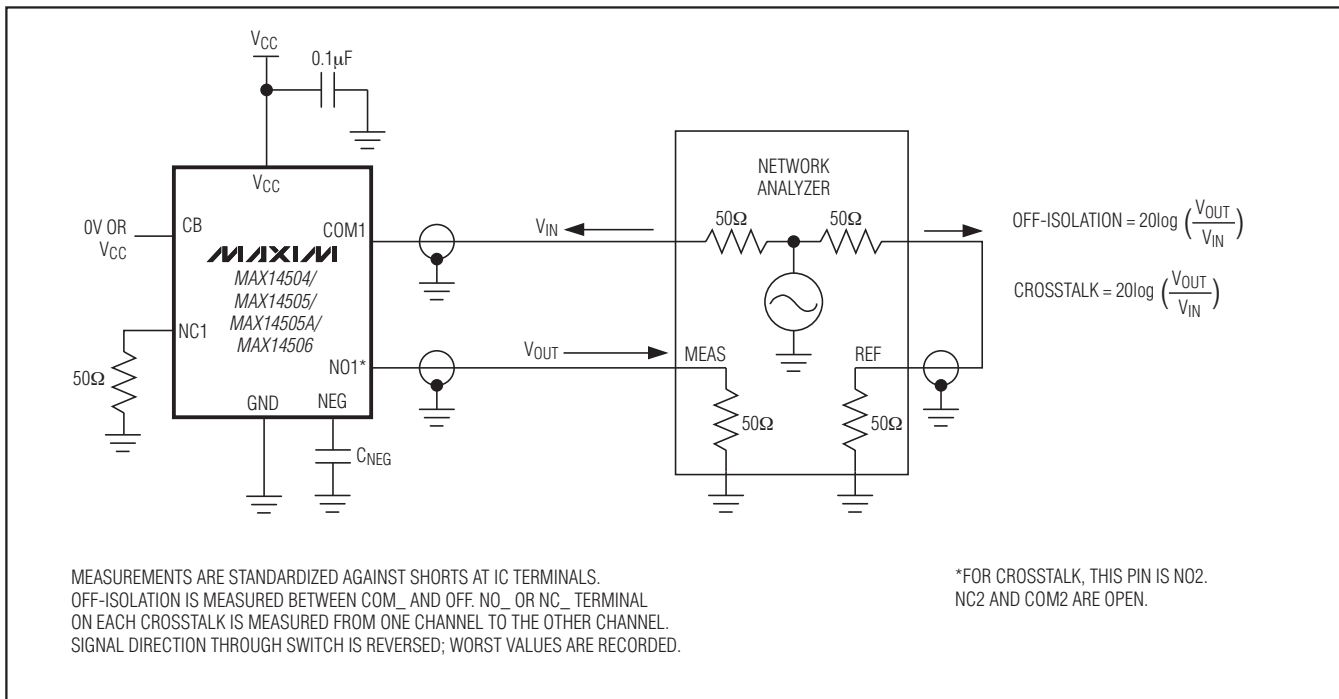 VCC
0.1μF
VCC
0V OR
VCC
CB
COM1
MAXIM
MAX14504/
MAX14505/
MAX14505A/
MAX14506
NC1
NO1*
50Ω
GND
NEG
CNEG
VIN
VOUT
NETWORK
ANALYZER
50Ω
50Ω
MEAS
REF
50Ω
50Ω
OFF-ISOLATION = 20log (VOUT/VIN)
CROSSTALK = 20log (VOUT/VIN)
MEASUREMENTS ARE STANDARDIZED AGAINST SHORTS AT IC TERMINALS.
OFF-ISOLATION IS MEASURED BETWEEN COM_ AND OFF. NO_ OR NC_ TERMINAL
ON EACH CROSSTALK IS MEASURED FROM ONE CHANNEL TO THE OTHER CHANNEL.
SIGNAL DIRECTION THROUGH SWITCH IS REVERSED; WORST VALUES ARE RECORDED.
*FOR CROSSTALK, THIS PIN IS NO2.
NC2 AND COM2 ARE OPEN.